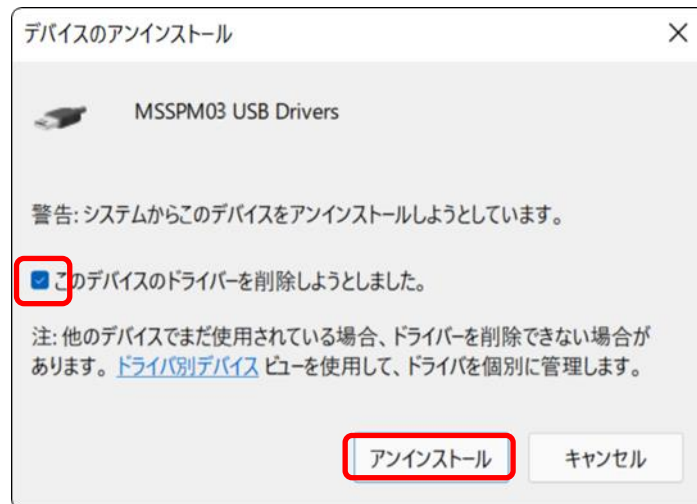 デバイスのアンインストール
MSSPM03 USB Drivers
警告: システムからこのデバイスをアンインストールしようとしています。
このデバイスのドライバーを削除しようとしました。
注: 他のデバイスでまだ使用されている場合、ドライバーを削除できない場合が
あります。ドライバ別デバイス ビューを使用して、ドライバを個別に管理します。
アンインストール
キャンセル